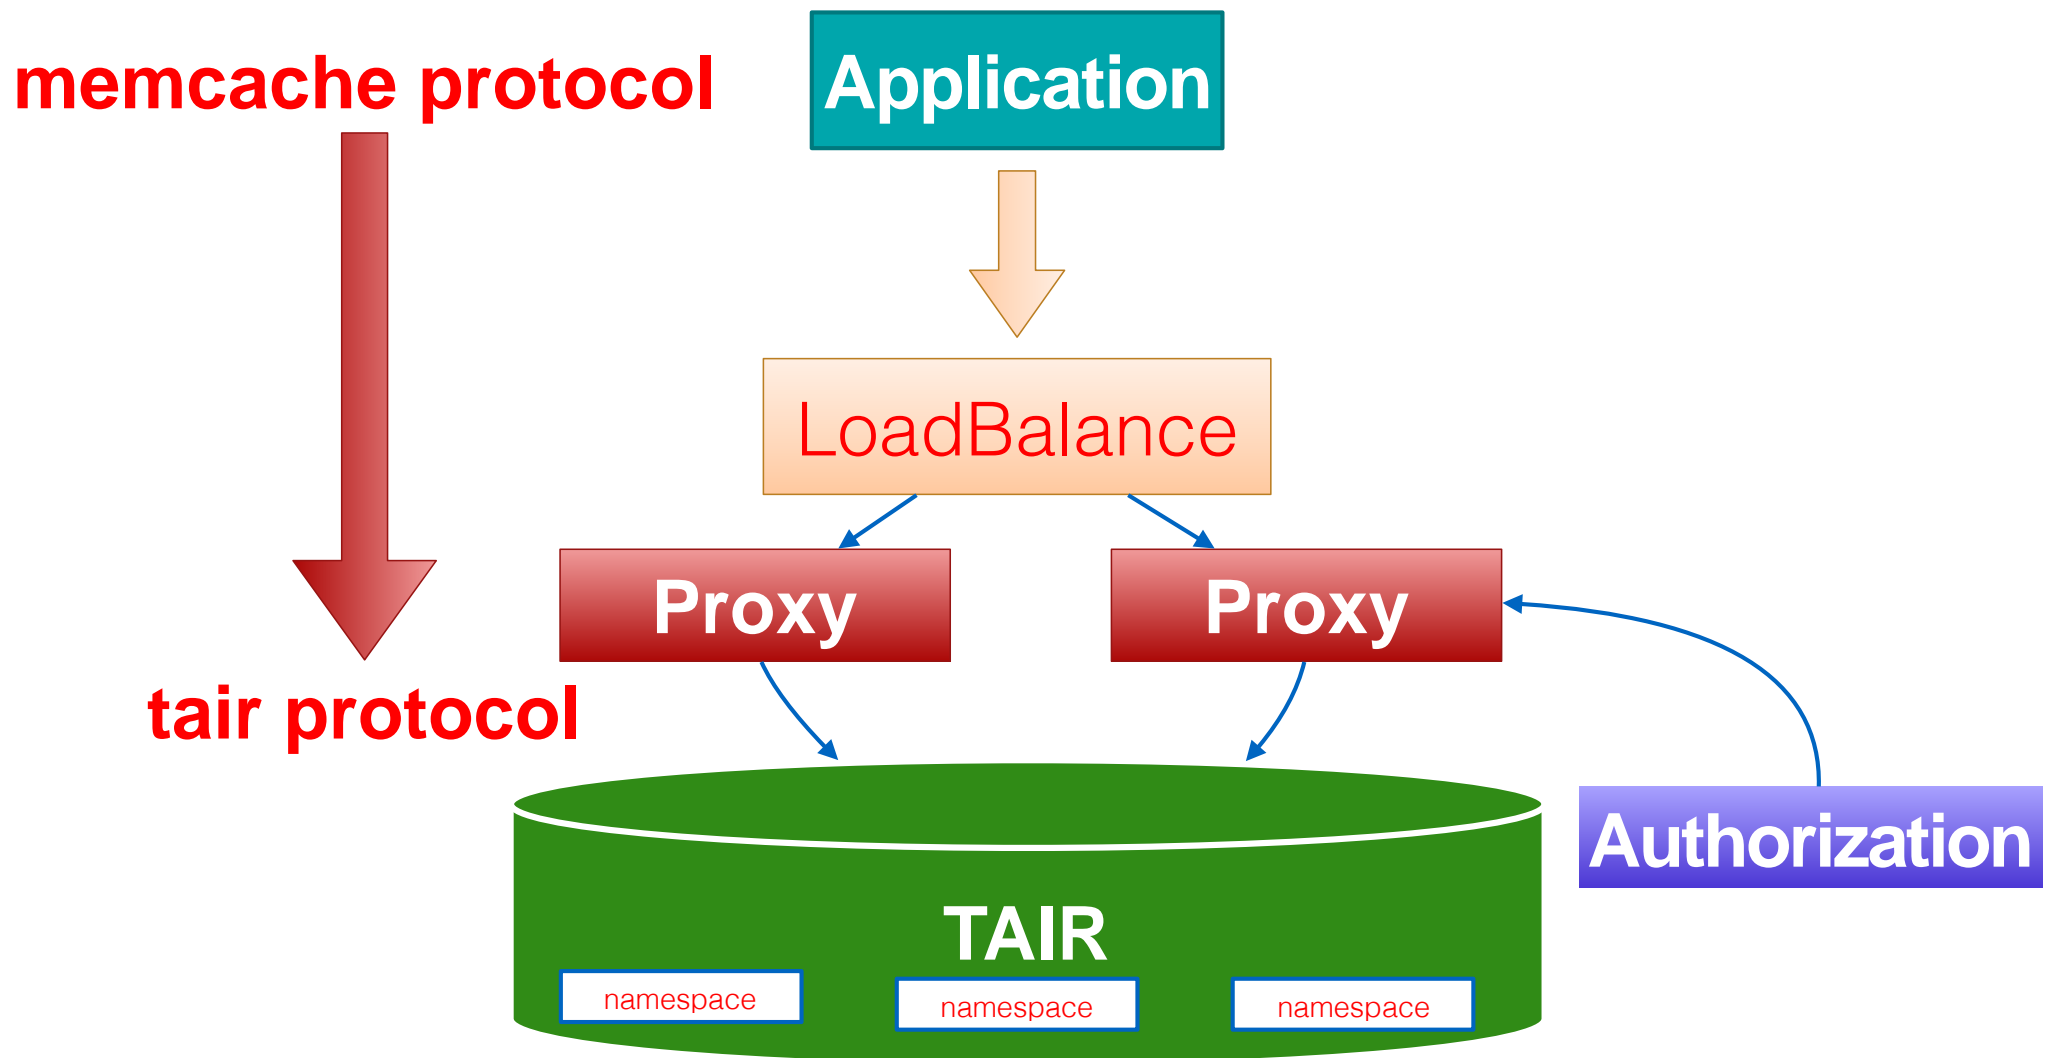 memcache protocol
Application
LoadBalance
Proxy
Proxy
tair protocol
Authorization
TAIR
namespace
namespace
namespace